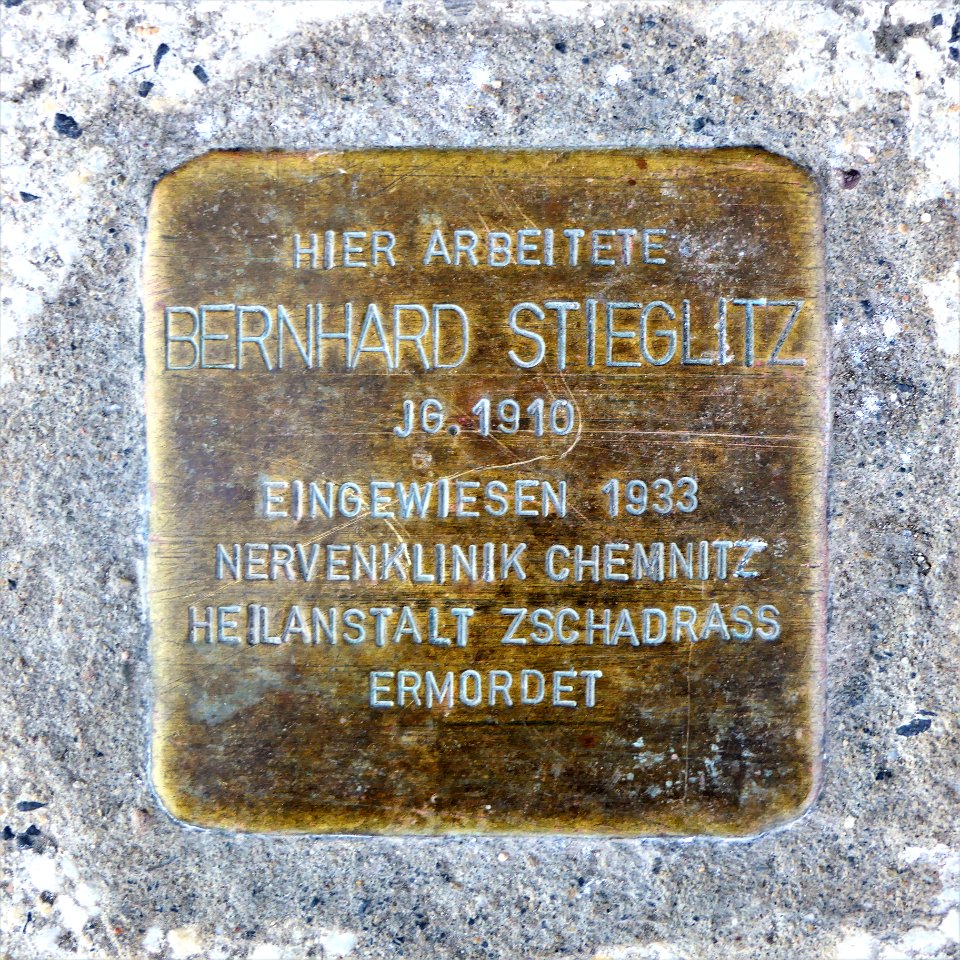 HIER ARBEITETE
BERNHARD STIEGLITZ
JG. 1910
EINGEWIESEN 1933
NERVENKLINIK CHEMNITZ
HEILANSTALT ZSCHADRASS
ERMORDET